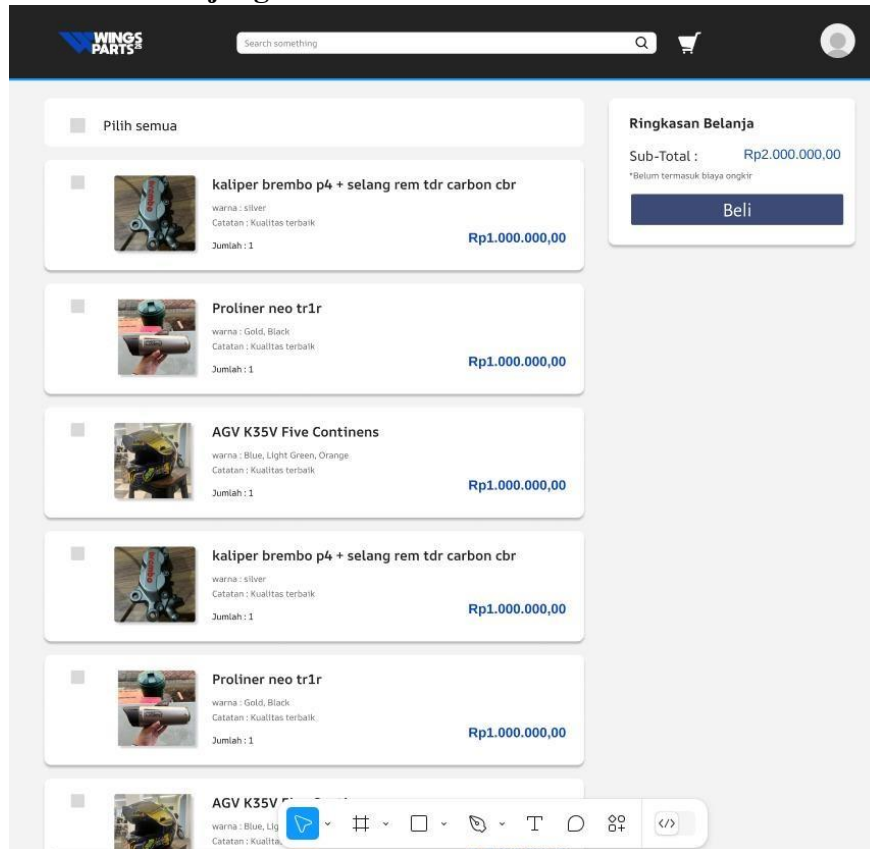 WINGS
PARTS
Search something
Pilih semua
kaliper brembo p4 + selang rem tdr carbon cbr
warna : silver
Catatan : Kualitas terbaik
Jumlah : 1
Rp1.000.000,00
Proliner neo tr1r
warna : Gold, Black
Catatan : Kualitas terbaik
Jumlah : 1
Rp1.000.000,00
AGV K35V Five Continens
warna : Blue, Light Green, Orange
Catatan : Kualitas terbaik
Jumlah : 1
Rp1.000.000,00
kaliper brembo p4 + selang rem tdr carbon cbr
warna : silver
Catatan : Kualitas terbaik
Jumlah : 1
Rp1.000.000,00
Proliner neo tr1r
warna : Gold, Black
Catatan : Kualitas terbaik
Jumlah : 1
Rp1.000.000,00
AGV K35V
warna : Blue,
Catatan :
Ringkasan Belanja
Sub-Total : Rp2.000.000,00
*Belum termasuk biaya ongkir
Beli